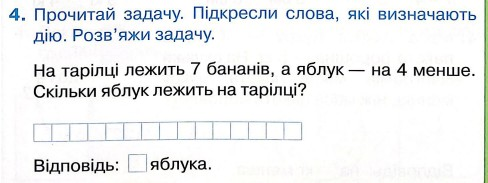 4. Прочитай задачу. Підкресли слова, які визначають
дію. Розв'яжи задачу.
На тарілці лежить 7 бананів, а яблук — на 4 менше.
Скільки яблук лежить на тарілці?
Відповідь: яблука.